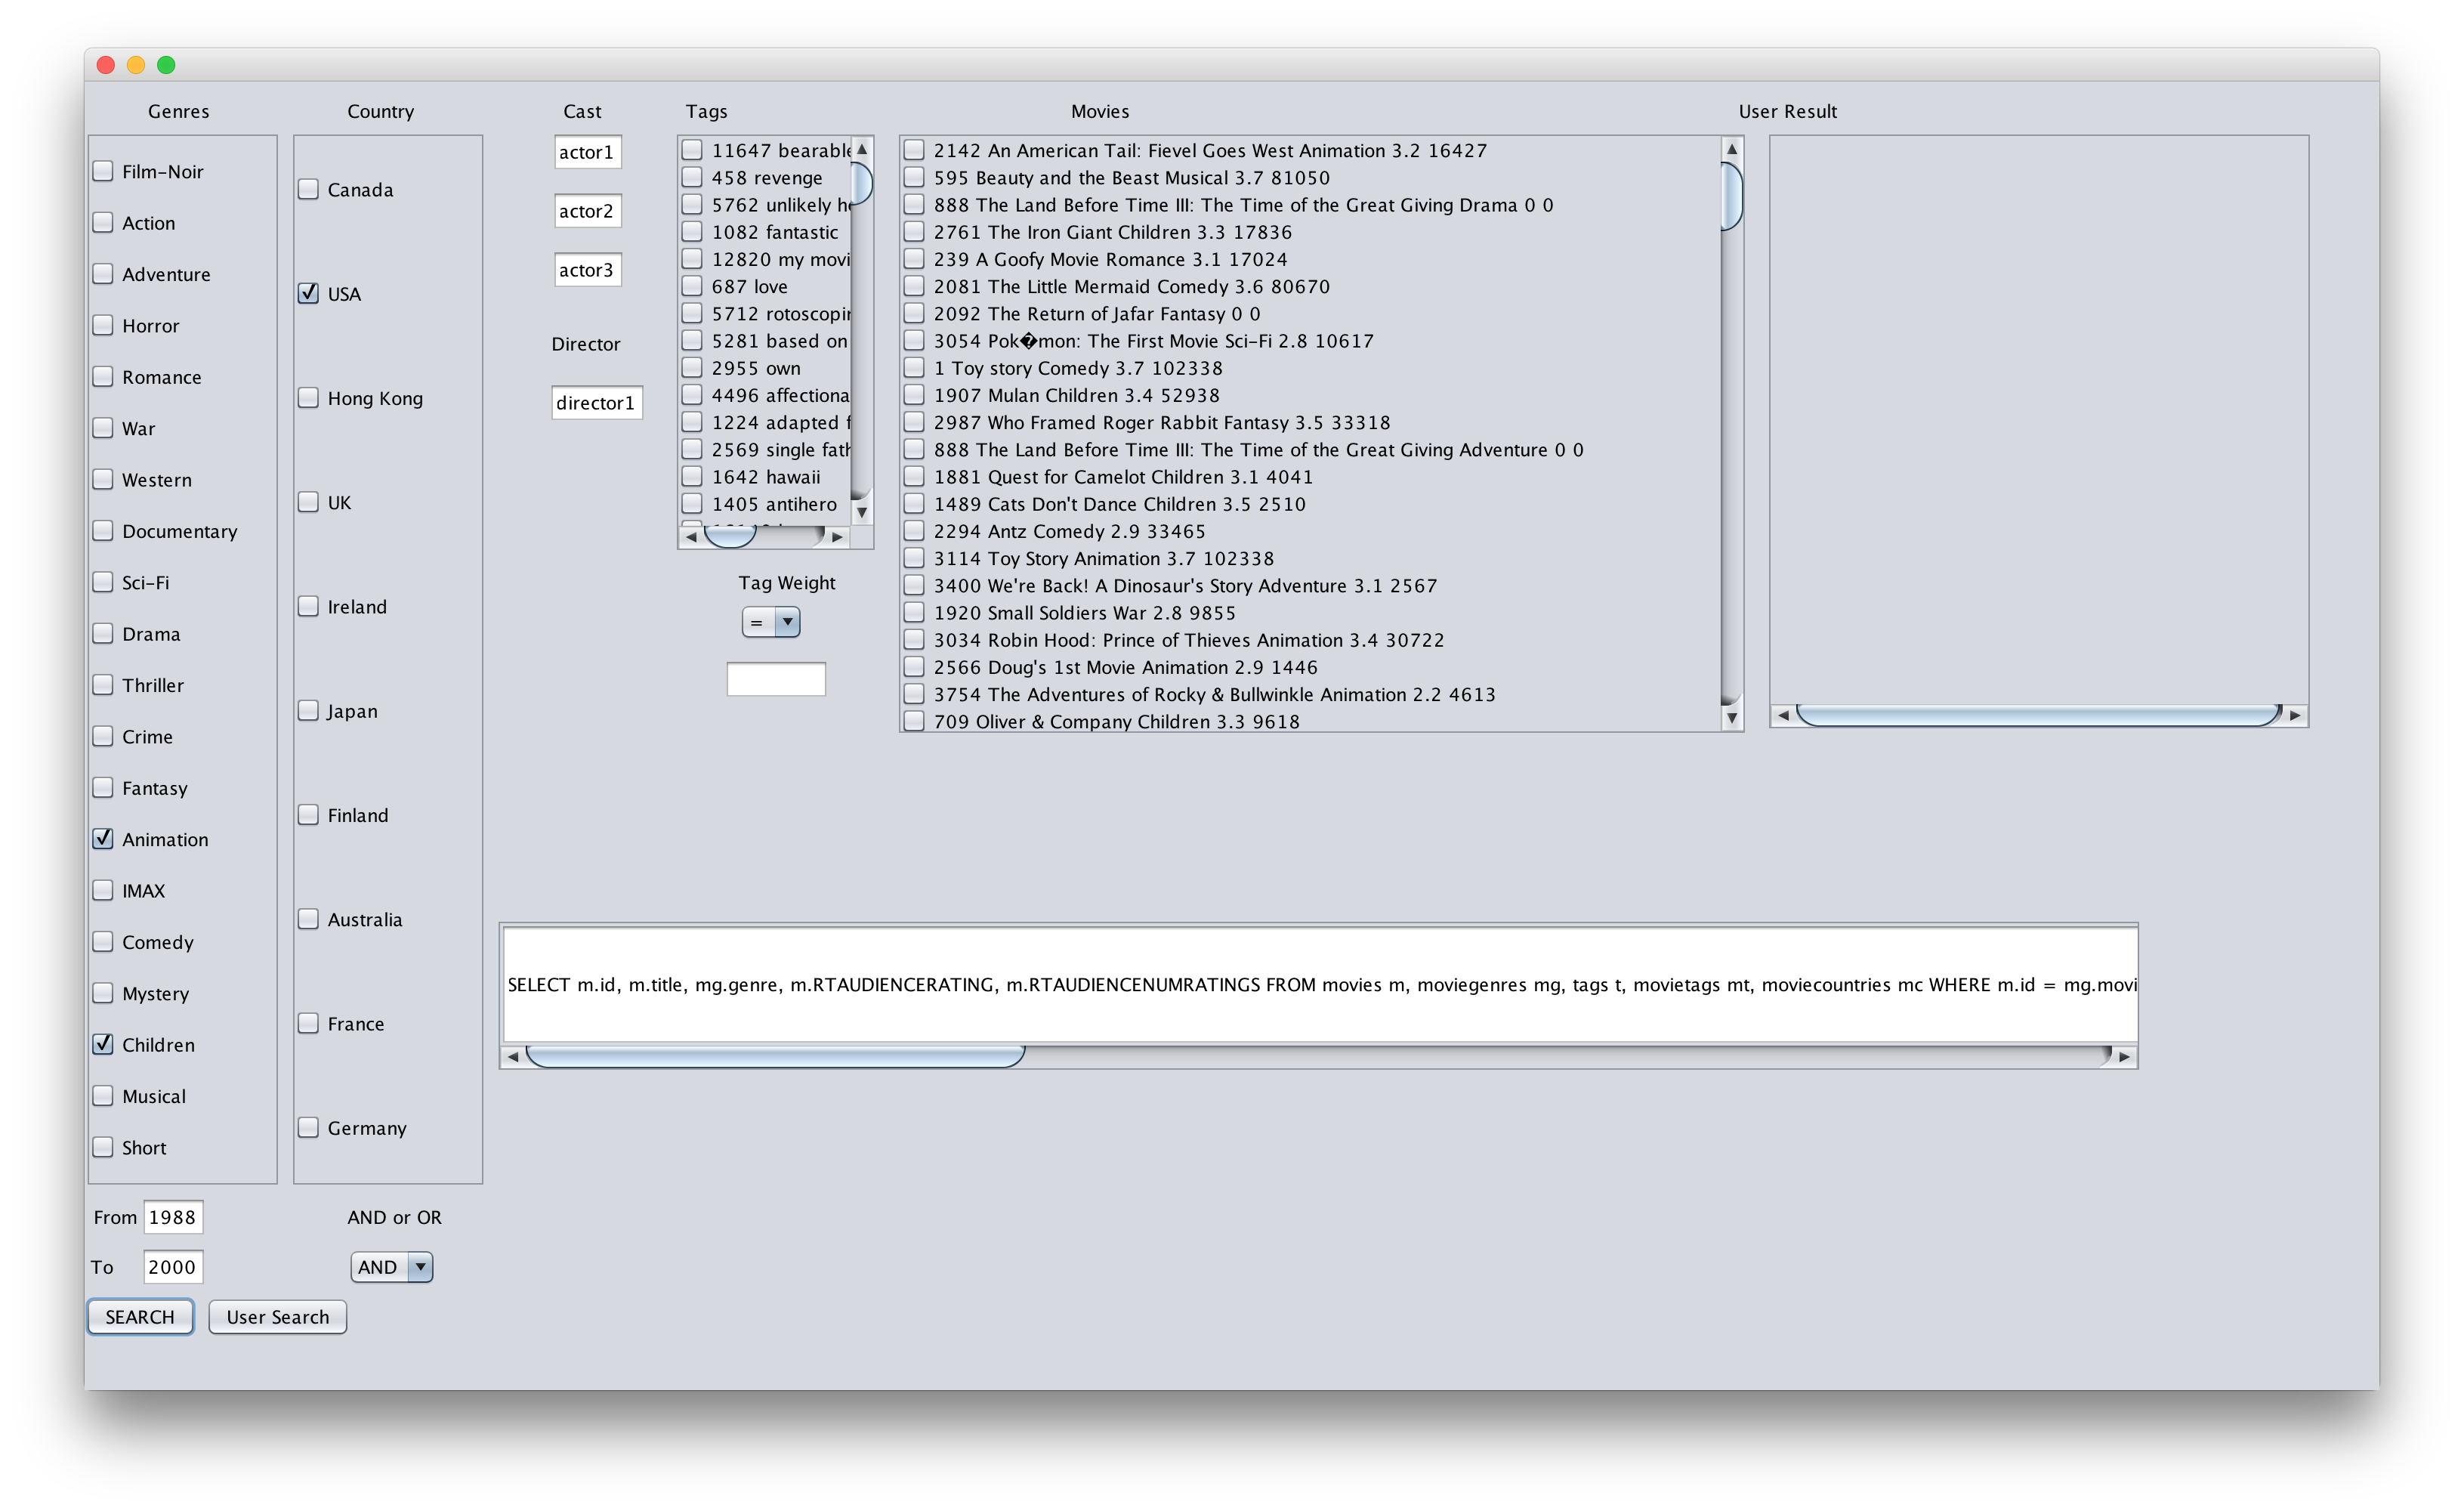 Genres
Film-Noir
Action
Adventure
Horror
Romance
War
Western
Documentary
Sci-Fi
Drama
Thriller
Crime
Fantasy
Animation
IMAX
Comedy
Mystery
Children
Musical
Short
From 1988
To 2000
SEARCH User Search
Country
Canada
USA
Hong Kong
UK
Ireland
Japan
Finland
Australia
France
Germany
AND or OR
AND
Cast
actor1
actor2
actor3
Director
director1
Tags
11647 bearable
458 revenge
5762 unlikely
1082 fantastic
12820 my movi
687 love
5712 rotoscopin
5281 based on
2955 own
4496 affectiona
1224 adapted f
2569 single fath
1642 hawaii
1405 antihero
Tag Weight
=
Movies
2142 An American Tail: Fievel Goes West Animation 3.2 16427
595 Beauty and the Beast Musical 3.7 81050
888 The Land Before Time III: The Time of the Great Giving Drama 0 0
2761 The Iron Giant Children 3.3 17836
239 A Goofy Movie Romance 3.1 17024
2081 The Little Mermaid Comedy 3.6 80670
2092 The Return of Jafar Fantasy 0 0
3054 Pok�mon: The First Movie Sci-Fi 2.8 10617
1 Toy story Comedy 3.7 102338
1907 Mulan Children 3.4 52938
2987 Who Framed Roger Rabbit Fantasy 3.5 33318
888 The Land Before Time III: The Time of the Great Giving Adventure 0 0
1881 Quest for Camelot Children 3.1 4041
1489 Cats Don't Dance Children 3.5 2510
2294 Antz Comedy 2.9 33465
3114 Toy Story Animation 3.7 102338
3400 We're Back! A Dinosaur's Story Adventure 3.1 2567
1920 Small Soldiers War 2.8 9855
3034 Robin Hood: Prince of Thieves Animation 3.4 30722
2566 Doug's 1st Movie Animation 2.9 1446
3754 The Adventures of Rocky & Bullwinkle Animation 2.2 4613
709 Oliver & Company Children 3.3 9618
User Result
SELECT m.id, m.title, mg.genre, m.RTAUDIENCERATING, m.RTAUDIENCENUMRATINGS FROM movies m, moviegenres mg, tags t, movietags mt, moviecountries mc WHERE m.id = mg.movi